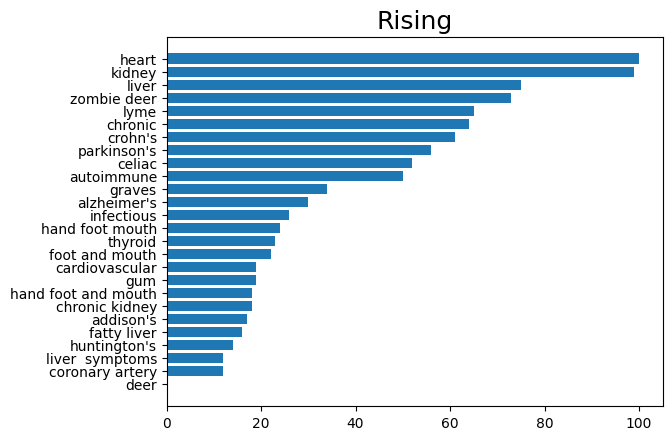 Rising
heart
kidney
liver
zombie deer
lyme
chronic
crohn's
parkinson's
celiac
autoimmune
graves
alzheimer's
infectious
hand foot mouth
thyroid
foot and mouth
cardiovascular
gum
hand foot and mouth
chronic kidney
addison's
fatty liver
huntington's
liver  symptoms
coronary artery
deer
0 20 40 60 80 100